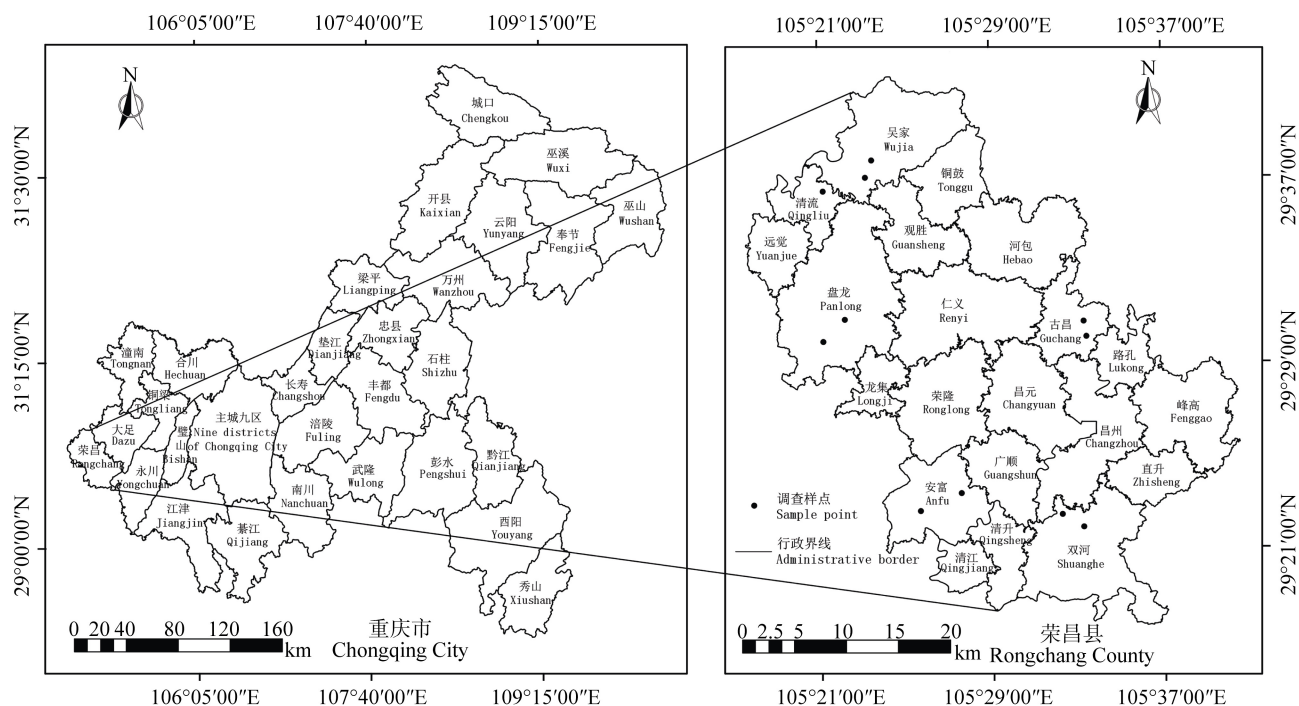 106°05′00″E
107°40′00″E
109°15′00″E
105°21′00″E
105°29′00″E
105°37′00″E
31°30′00″N
31°15′00″N
29°00′00″N
N
城口
Chengkou
巫溪
Wuxi
开县
Kaixian
巫山
Wushan
云阳
Yunyang
奉节
Fengjie
梁平
Liangping
万州
Wanzhou
忠县
Zhongxian
垫江
Dianjiang
石柱
Shizhu
潼南
Tongnan
合川
Hechuan
长寿
Changshou
丰都
Fengdu
铜梁
Tongliang
主城九区
Nine districts
of Chongqing City
大足
Dazu
璧山
Bishan
涪陵
Fuling
荣昌
Rongchang
永川
Yongchuan
武隆
Wulong
彭水
Pengshui
黔江
Qianjiang
南川
Nanchuan
江津
Jiangjin
綦江
Qijiang
酉阳
Youyang
秀山
Xiushan
0 20 40 80 120 160
km
重庆市
Chongqing City
N
吴家
Wujia
铜鼓
Tonggu
清流
Qingliu
观胜
Guansheng
远觉
Yuanjue
河包
Hebao
盘龙
Panlong
仁义
Renyi
古昌
Guchang
路孔
Lukong
龙集
Longji
荣隆
Ronglong
昌元
Changyuan
峰高
Fenggao
昌州
Changzhou
广顺
Guangshun
直升
Zhisheng
安富
Anfu
清升
Qingsheng
清江
Qingjiang
双河
Shuanghe
调查样点
Sample point
行政界线
Administrative border
0 2.5 5 10 15 20
km
荣昌县
Rongchang County
29°37′00″N
29°29′00″N
29°21′00″N
106°05′00″E
107°40′00″E
109°15′00″E
105°21′00″E
105°29′00″E
105°37′00″E